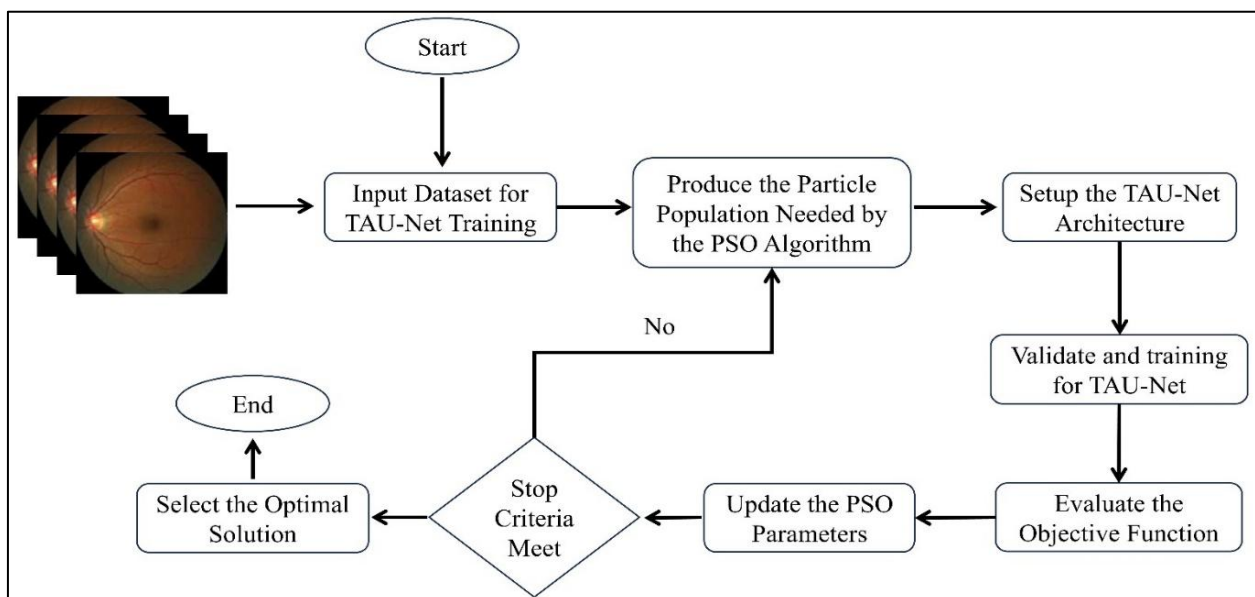 Start
Input Dataset for
TAU-Net Training
Produce the Particle
Population Needed by
the PSO Algorithm
Setup the TAU-Net
Architecture
Validate and training
for TAU-Net
Evaluate the
Objective Function
Update the PSO
Parameters
Stop
Criteria
Meet
No
Select the Optimal
Solution
End